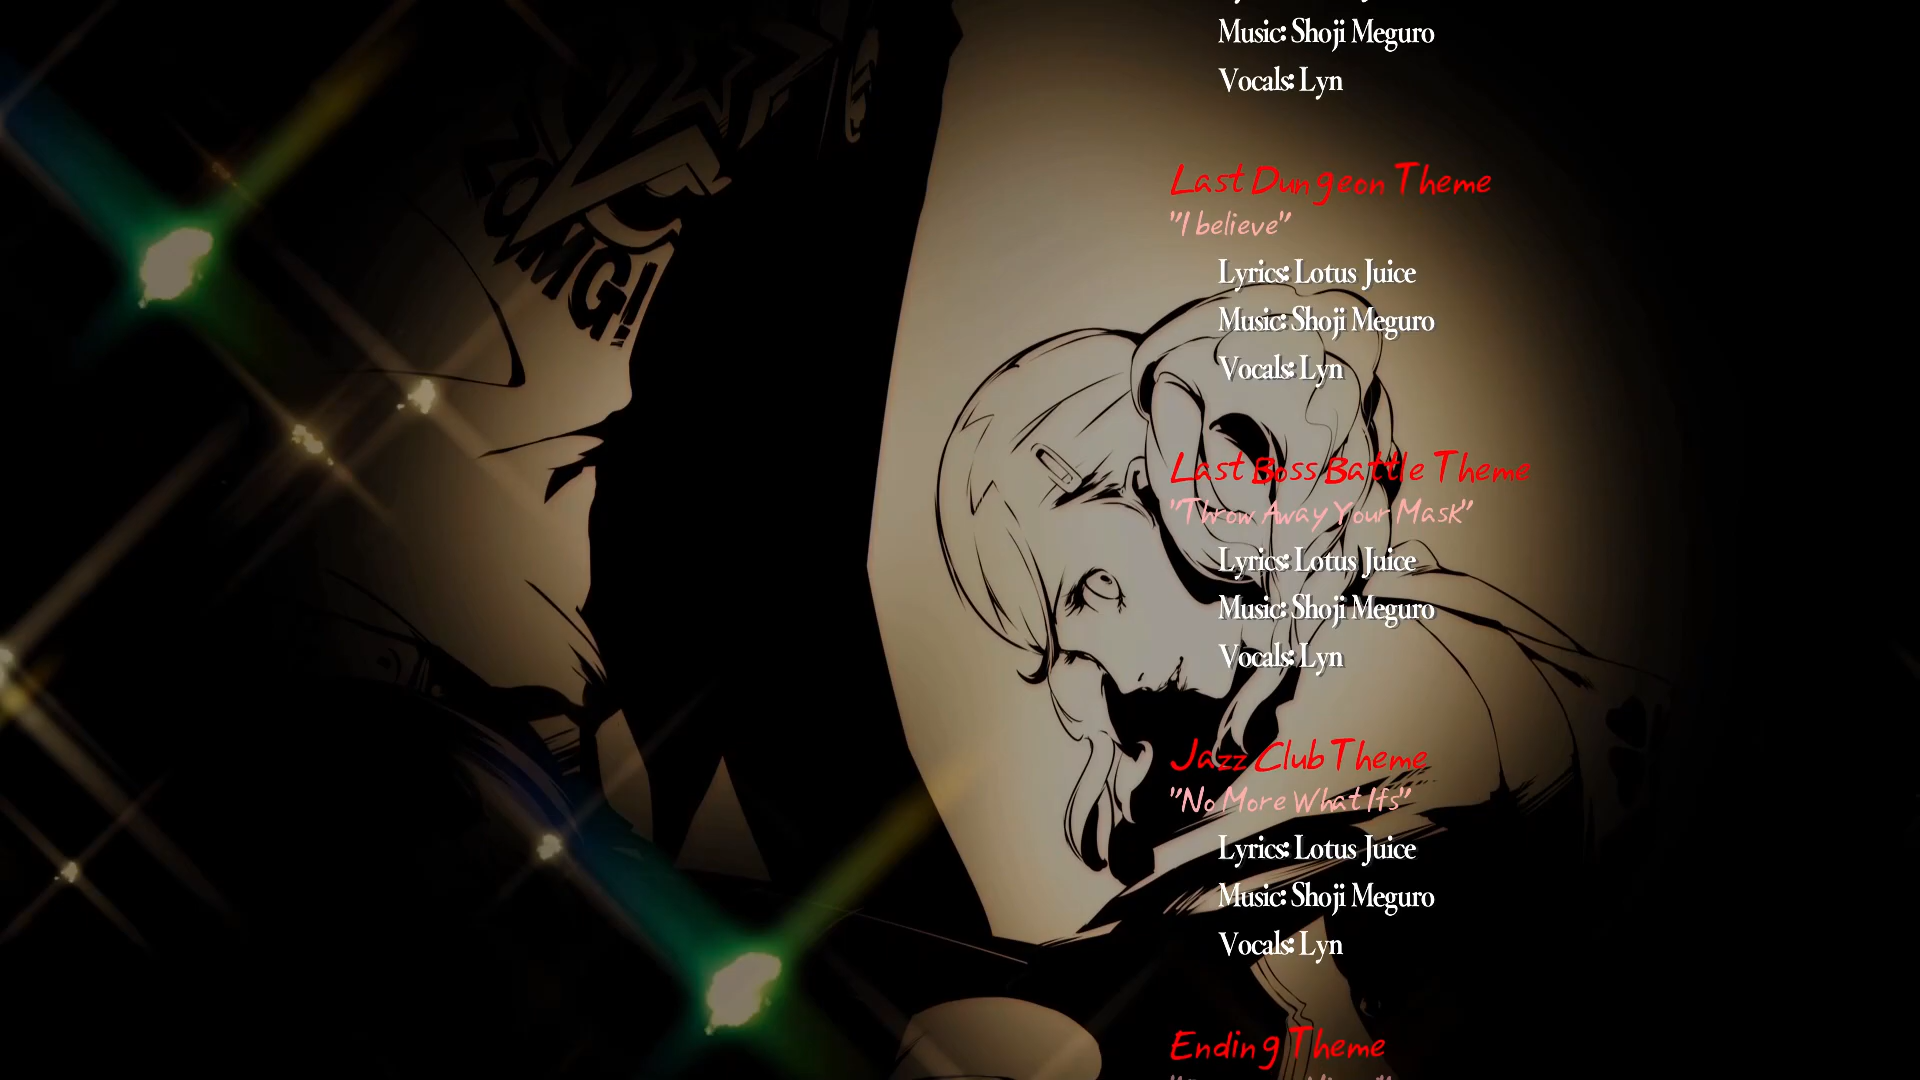 Music: Shoji Meguro
Vocals: Lyn
Last Dungeon Theme
"I believe"
Lyrics: Lotus Juice
Music: Shoji Meguro
Vocals: Lyn
OMG!
Last Boss Battle Theme
"Throw Away Your Mask"
Lyrics: Lotus Juice
Music: Shoji Meguro
Vocals: Lyn
Jazz Club Theme
"No More What Ifs"
Lyrics: Lotus Juice
Music: Shoji Meguro
Vocals: Lyn
Ending Theme